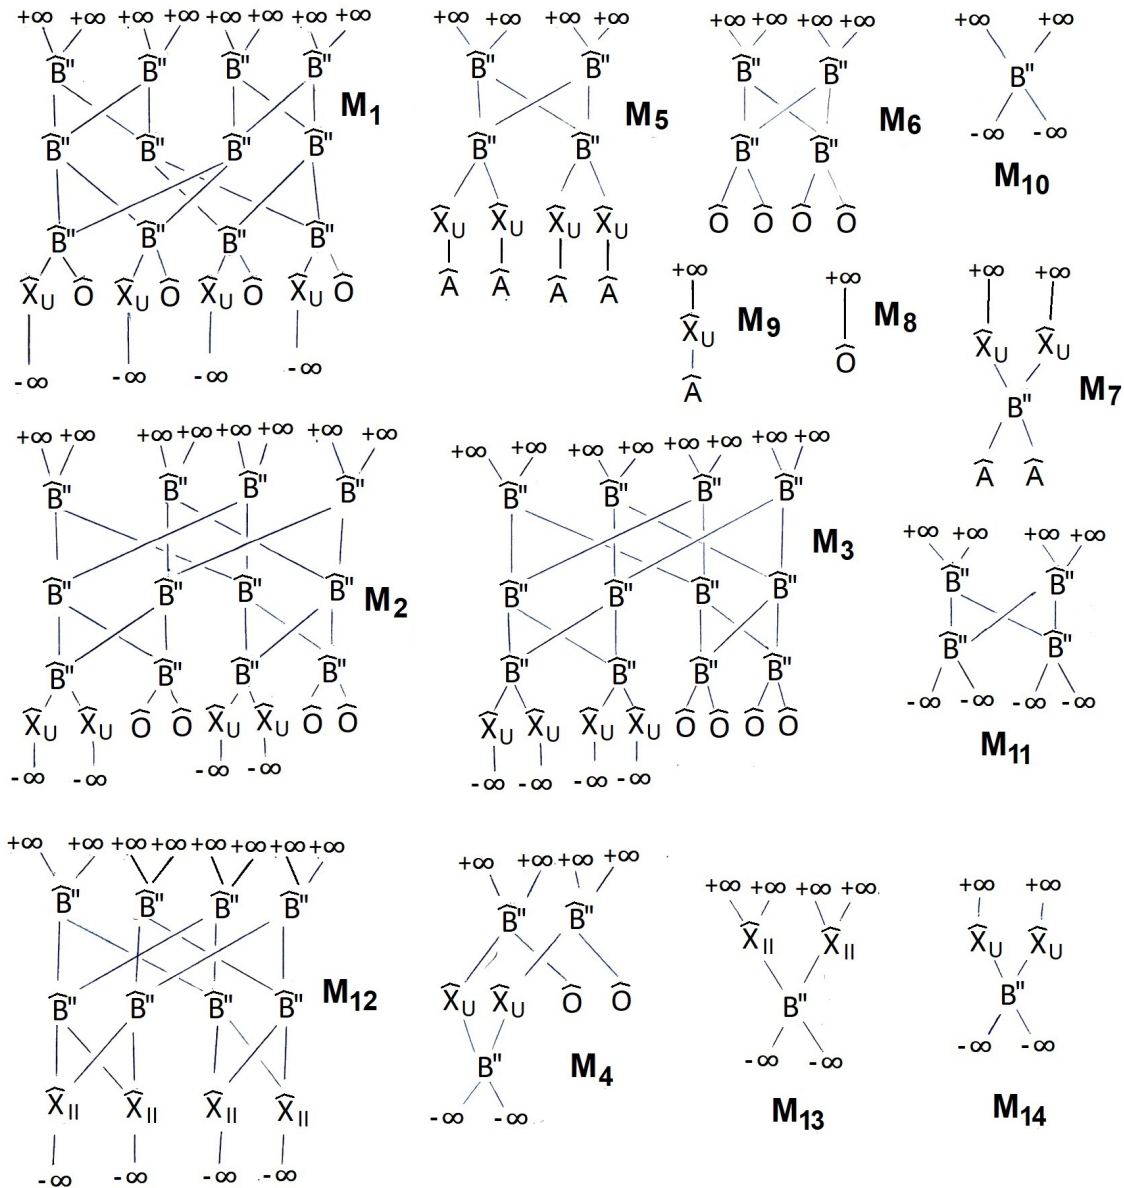 +∞ +∞ +∞ +∞ +∞ +∞ +∞ +∞
B̂" B̂" B̂" B̂"
M₁
B̂" B̂" B̂" B̂"
B̂" B̂" B̂" B̂"
X̂U Ô X̂U Ô X̂U Ô X̂U Ô
-∞ -∞ -∞ -∞
+∞ +∞ +∞ +∞
B̂" B̂"
M₅
B̂" B̂"
X̂U X̂U X̂U X̂U
Â Â Â Â
+∞ +∞ +∞ +∞
B̂" B̂"
M₆
B̂" B̂"
Ô Ô Ô Ô
+∞ +∞
B"
-∞ -∞
M₁₀
+∞
X̂U
M₉
Â
+∞
M₈
Ô
+∞ +∞
X̂U X̂U
M₇
B"
Â Â
+∞ +∞ +∞ +∞ +∞ +∞ +∞ +∞
B̂" B̂" B̂" B̂"
B̂" B̂" B̂" B̂"
M₂
B̂" B̂" B̂" B̂"
X̂U X̂U Ô Ô X̂U X̂U Ô Ô
-∞ -∞ -∞ -∞
+∞ +∞ +∞ +∞ +∞ +∞ +∞ +∞
B̂" B̂" B̂" B̂"
M₃
B̂" B̂" B̂" B̂"
B̂" B̂" B̂" B̂"
X̂U X̂U X̂U X̂U Ô Ô Ô Ô
-∞ -∞ -∞ -∞
+∞ +∞ +∞ +∞
B̂" B̂"
B̂" B̂"
-∞ -∞ -∞ -∞
M₁₁
+∞ +∞ +∞ +∞ +∞ +∞ +∞ +∞
B̂" B̂" B̂" B̂"
M₁₂
B̂" B̂" B̂" B̂"
X̂II X̂II X̂II X̂II
-∞ -∞ -∞ -∞
+∞ +∞ +∞ +∞
B̂" B̂"
X̂U X̂U Ô Ô
B"
M₄
-∞ -∞
+∞ +∞ +∞ +∞
X̂II X̂II
B"
-∞ -∞
M₁₃
+∞ +∞
X̂U X̂U
B"
-∞ -∞
M₁₄